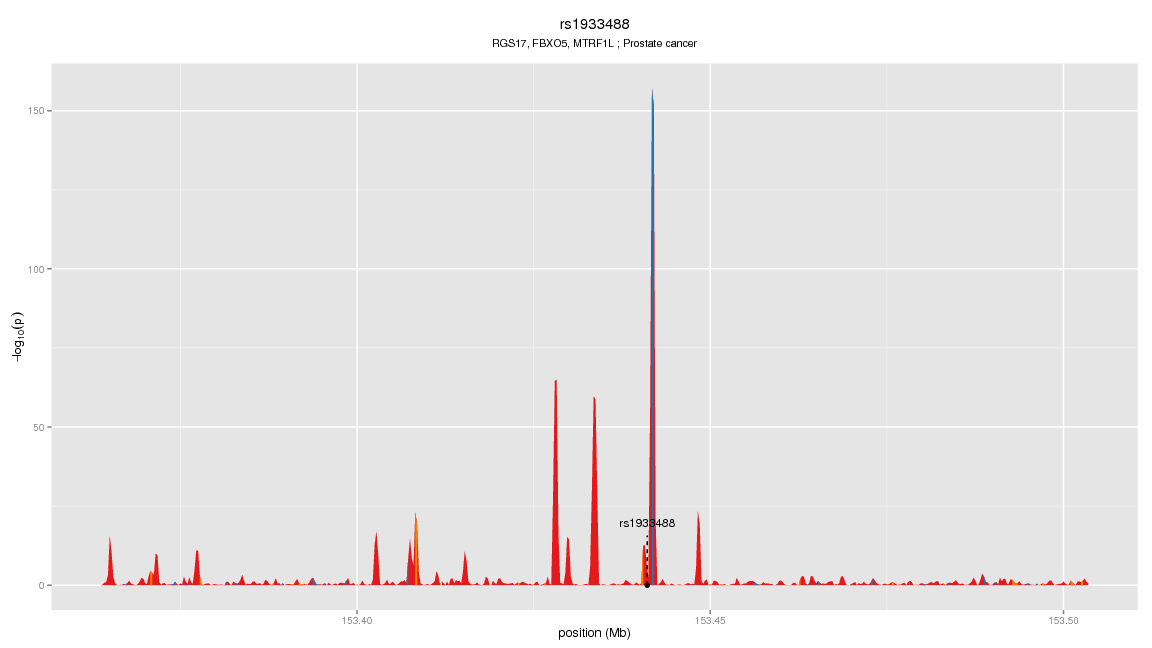 rs1933488
RGS17, FBXO5, MTRF1L ; Prostate cancer
150
100
50
0
−log10(p)
rs1933488
153.40
153.45
153.50
position (Mb)